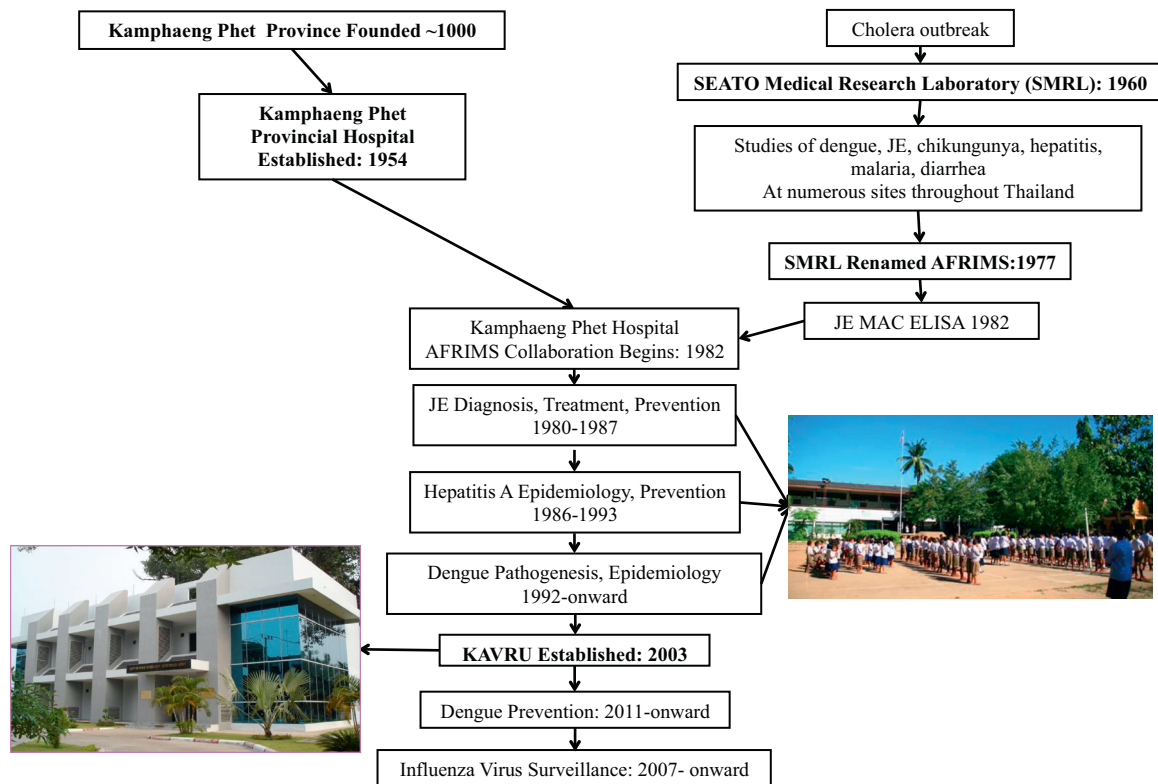 Kamphaeng Phet Province Founded ~1000
Kamphaeng Phet
Provincial Hospital
Established: 1954
Cholera outbreak
SEATO Medical Research Laboratory (SMRL): 1960
Studies of dengue, JE, chikungunya, hepatitis,
malaria, diarrhea
At numerous sites throughout Thailand
SMRL Renamed AFRIMS:1977
JE MAC ELISA 1982
Kamphaeng Phet Hospital
AFRIMS Collaboration Begins: 1982
JE Diagnosis, Treatment, Prevention
1980-1987
Hepatitis A Epidemiology, Prevention
1986-1993
Dengue Pathogenesis, Epidemiology
1992-onward
KAVRU Established: 2003
Dengue Prevention: 2011-onward
Influenza Virus Surveillance: 2007- onward